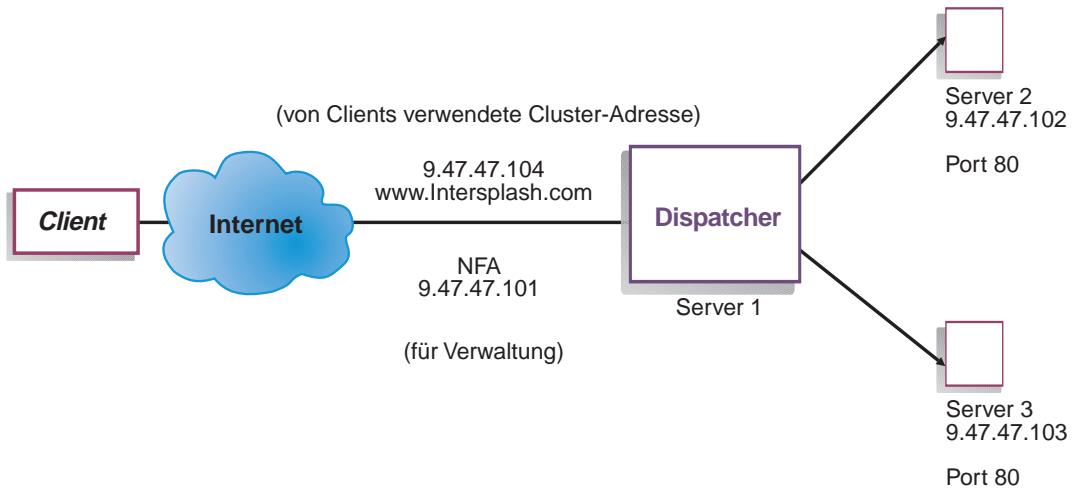 Client
Internet
(von Clients verwendete Cluster-Adresse)
9.47.47.104
www.Intersplash.com
NFA
9.47.47.101
(für Verwaltung)
Dispatcher
Server 1
Server 2
9.47.47.102
Port 80
Server 3
9.47.47.103
Port 80